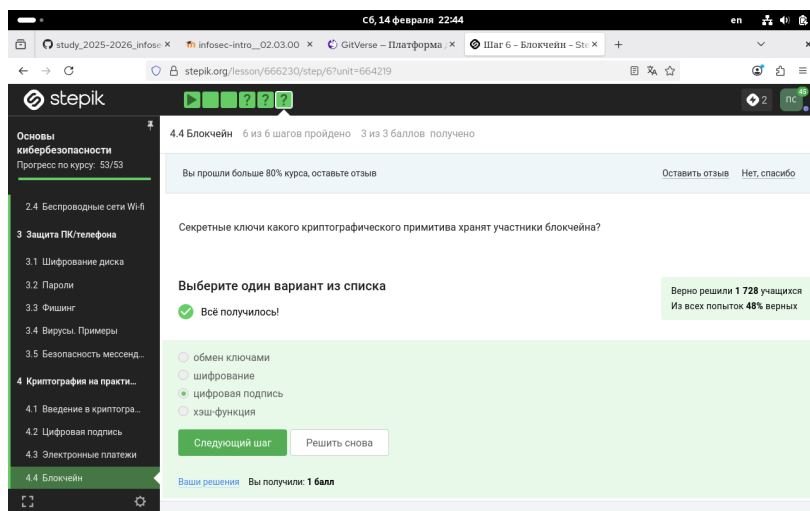 Сб, 14 февраля 22:44
en
study_2025-2026_infose
infosec-intro__02.03.00
GitVerse – Платформа
Шаг 6 – Блокчейн – Ste
stepik.org/lesson/666230/step/6?unit=664219
stepik
? ? ?
2
ПС
45
Основы
кибербезопасности
Прогресс по курсу: 53/53
2.4 Беспроводные сети Wi-fi
3 Защита ПК/телефона
3.1 Шифрование диска
3.2 Пароли
3.3 Фишинг
3.4 Вирусы. Примеры
3.5 Безопасность мессенд...
4 Криптография на практи...
4.1 Введение в криптогра...
4.2 Цифровая подпись
4.3 Электронные платежи
4.4 Блокчейн
4.4 Блокчейн 6 из 6 шагов пройдено 3 из 3 баллов получено
Вы прошли больше 80% курса, оставьте отзыв
Оставить отзыв Нет, спасибо
Секретные ключи какого криптографического примитива хранят участники блокчейна?
Выберите один вариант из списка
Всё получилось!
Верно решили 1 728 учащихся
Из всех попыток 48% верных
обмен ключами
шифрование
цифровая подпись
хэш-функция
Следующий шаг Решить снова
Ваши решения Вы получили: 1 балл